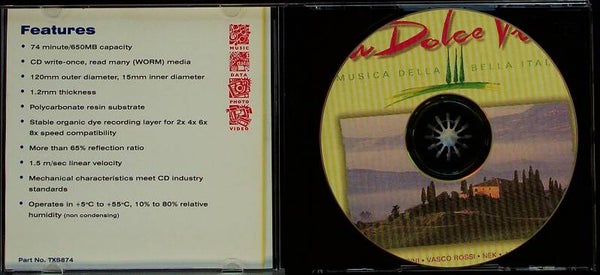 Features
• 74 minute/650MB capacity
• CD write-once, read many (WORM) media
• 120mm outer diameter, 15mm inner diameter
• 1.2mm thickness
• Polycarbonate resin substrate
• Stable organic dye recording layer for 2x 4x 6x
8x speed compatibility
• More than 65% reflection ratio
• 1.5 m/sec linear velocity
• Mechanical characteristics meet CD industry
standards
• Operates in +5°C to +55°C, 10% to 80% relative
humidity (non condensing)
Part No. TX5874
MUSIC
DATA
PHOTO
VIDEO
Dolce
MUSICA DELLA BELLA ITAL
• VASCO ROSSI • NEK •